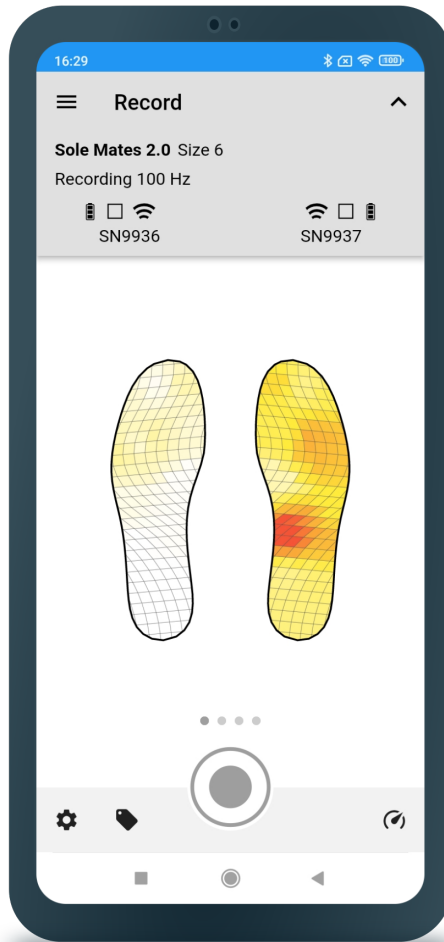 16:29
100
Record
Sole Mates 2.0 Size 6
Recording 100 Hz
SN9936
SN9937